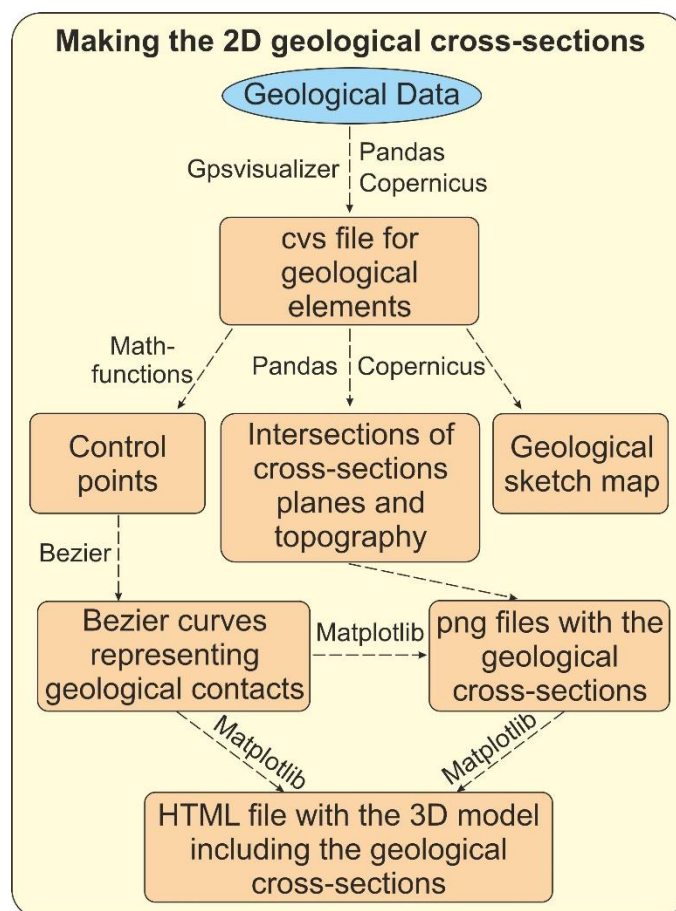 Making the 2D geological cross-sections
Geological Data
Gpsvisualizer
Pandas
Copernicus
cvs file for
geological
elements
Math-
functions
Pandas
Copernicus
Control
points
Intersections of
cross-sections
planes and
topography
Geological
sketch map
Bezier
Bezier curves
representing
geological contacts
Matplotlib
png files with the
geological
cross-sections
Matplotlib
Matplotlib
HTML file with the 3D model
including the geological
cross-sections